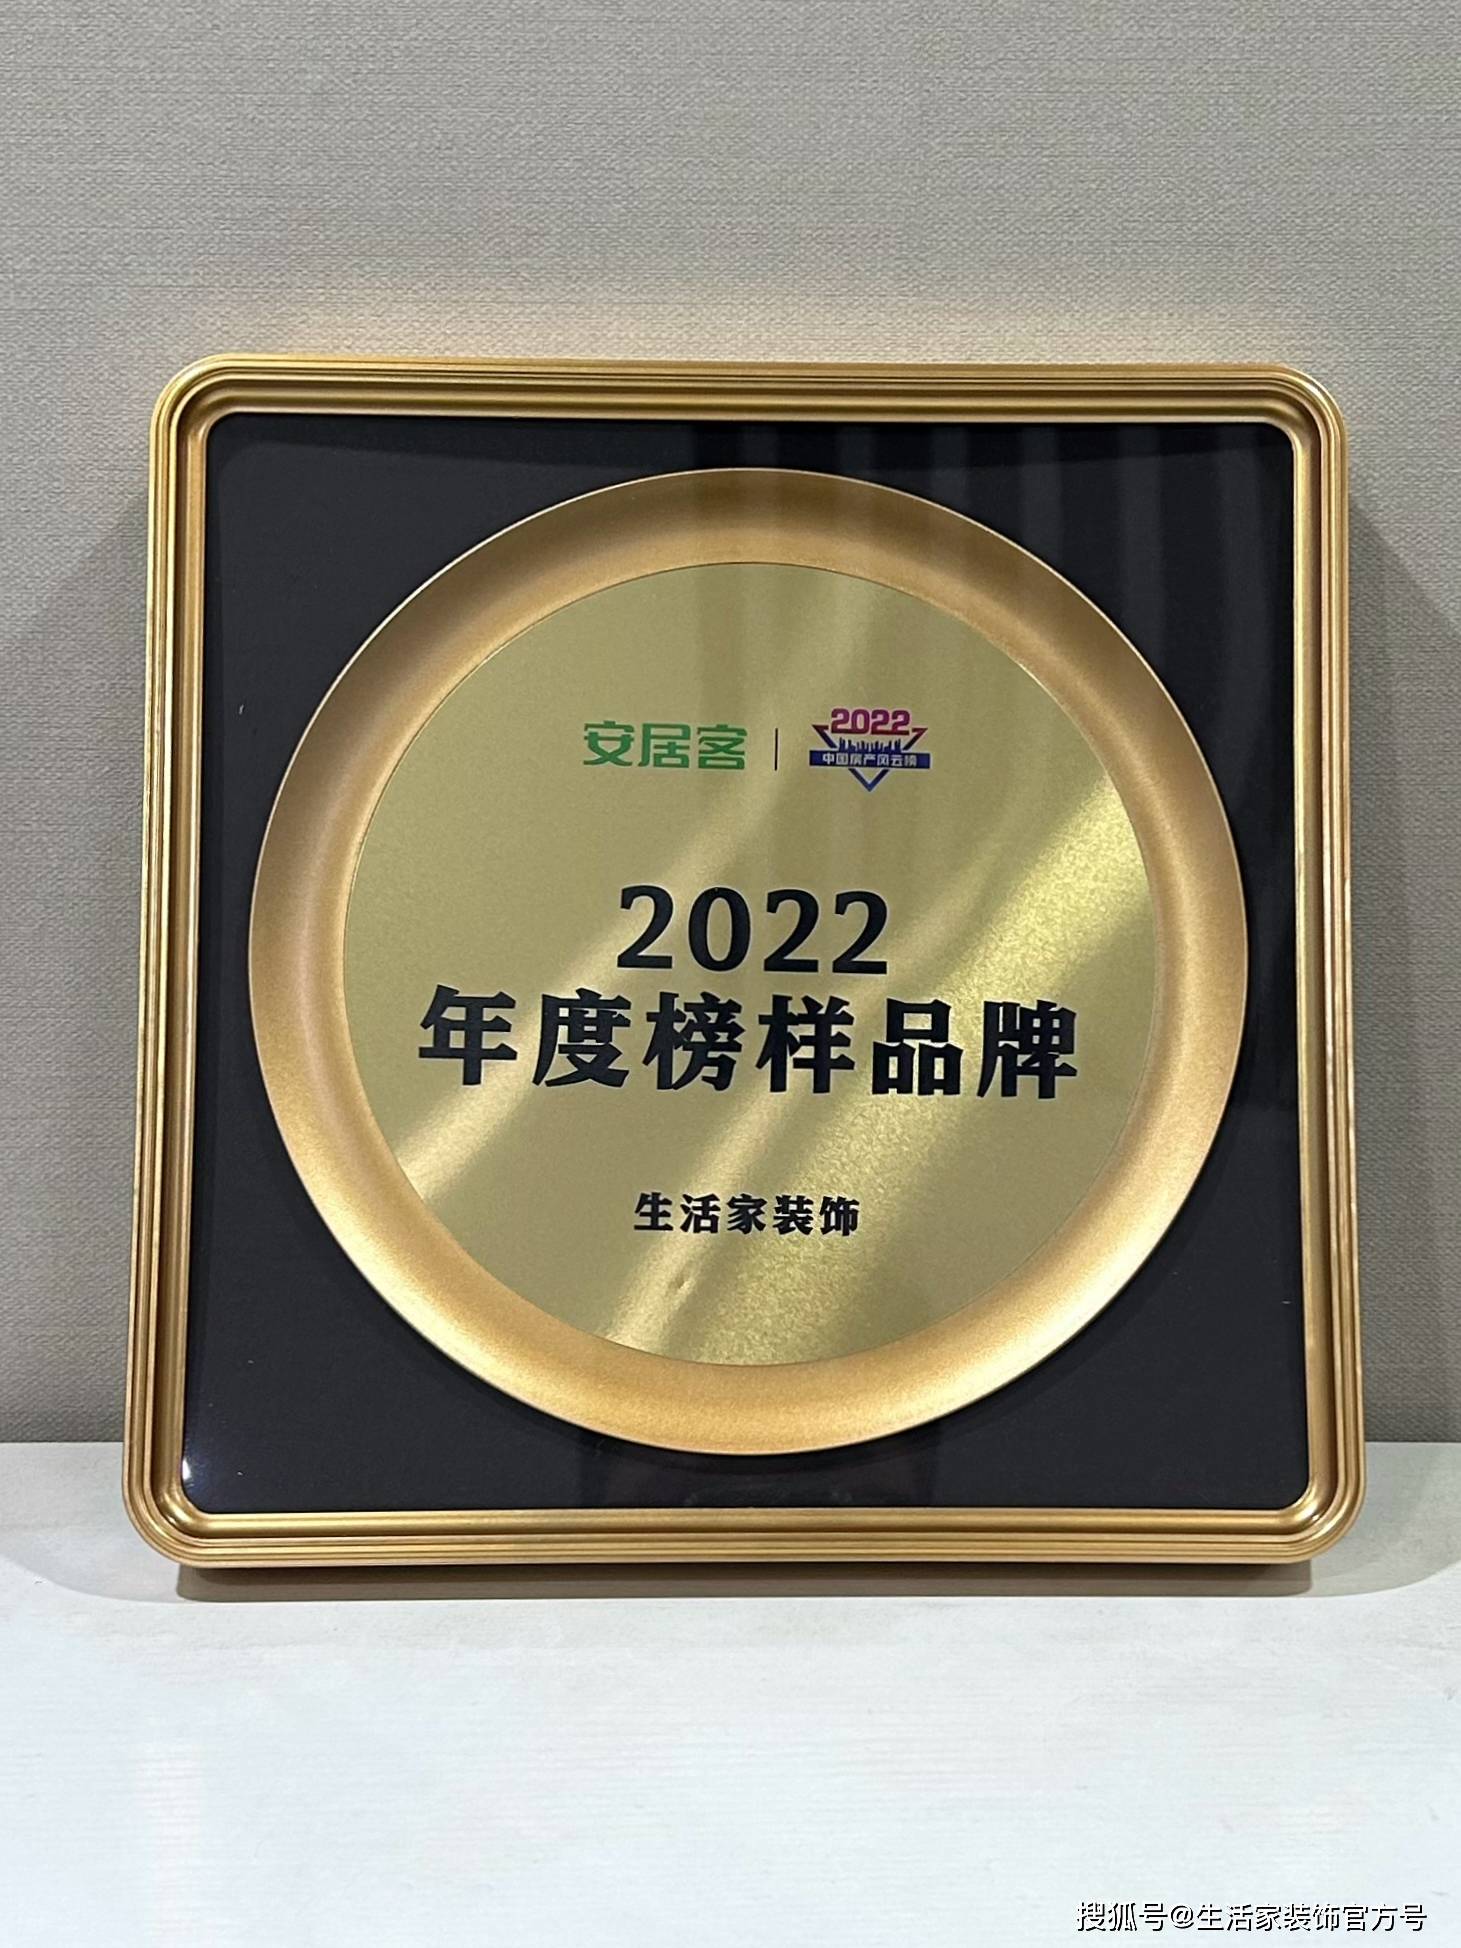 安居客
2022
中国房产风云榜
2022
年度榜样品牌
生活家装饰
搜狐号@生活家装饰官方号